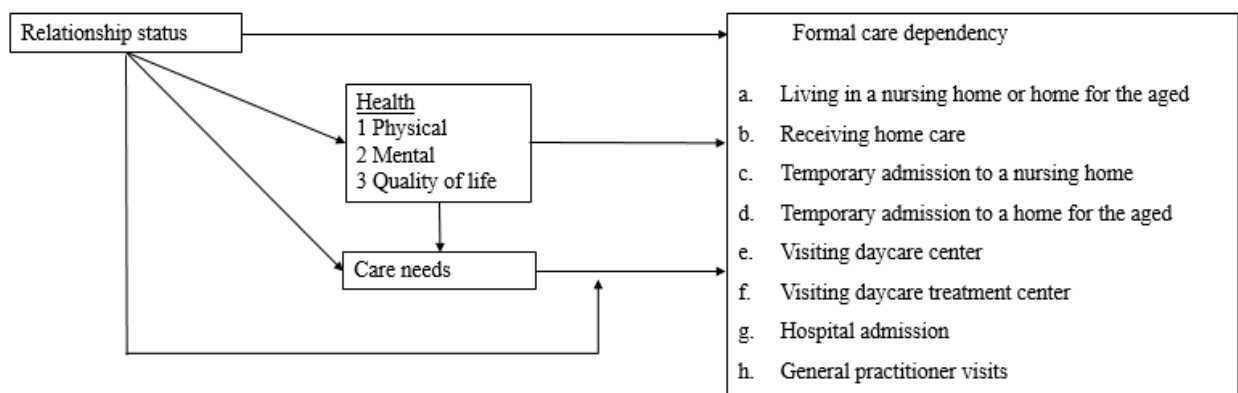 Relationship status
Formal care dependency
Health
1 Physical
2 Mental
3 Quality of life
Care needs
a. Living in a nursing home or home for the aged
b. Receiving home care
c. Temporary admission to a nursing home
d. Temporary admission to a home for the aged
e. Visiting daycare center
f. Visiting daycare treatment center
g. Hospital admission
h. General practitioner visits